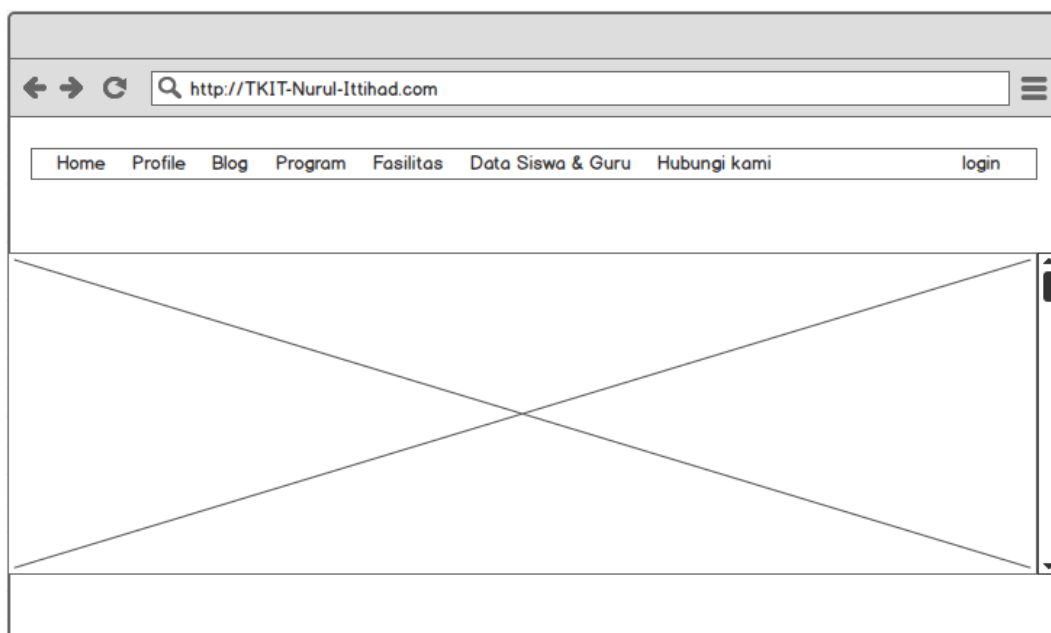 http://TKIT-Nurul-Ittihad.com
Home Profile Blog Program Fasilitas Data Siswa & Guru Hubungi kami login